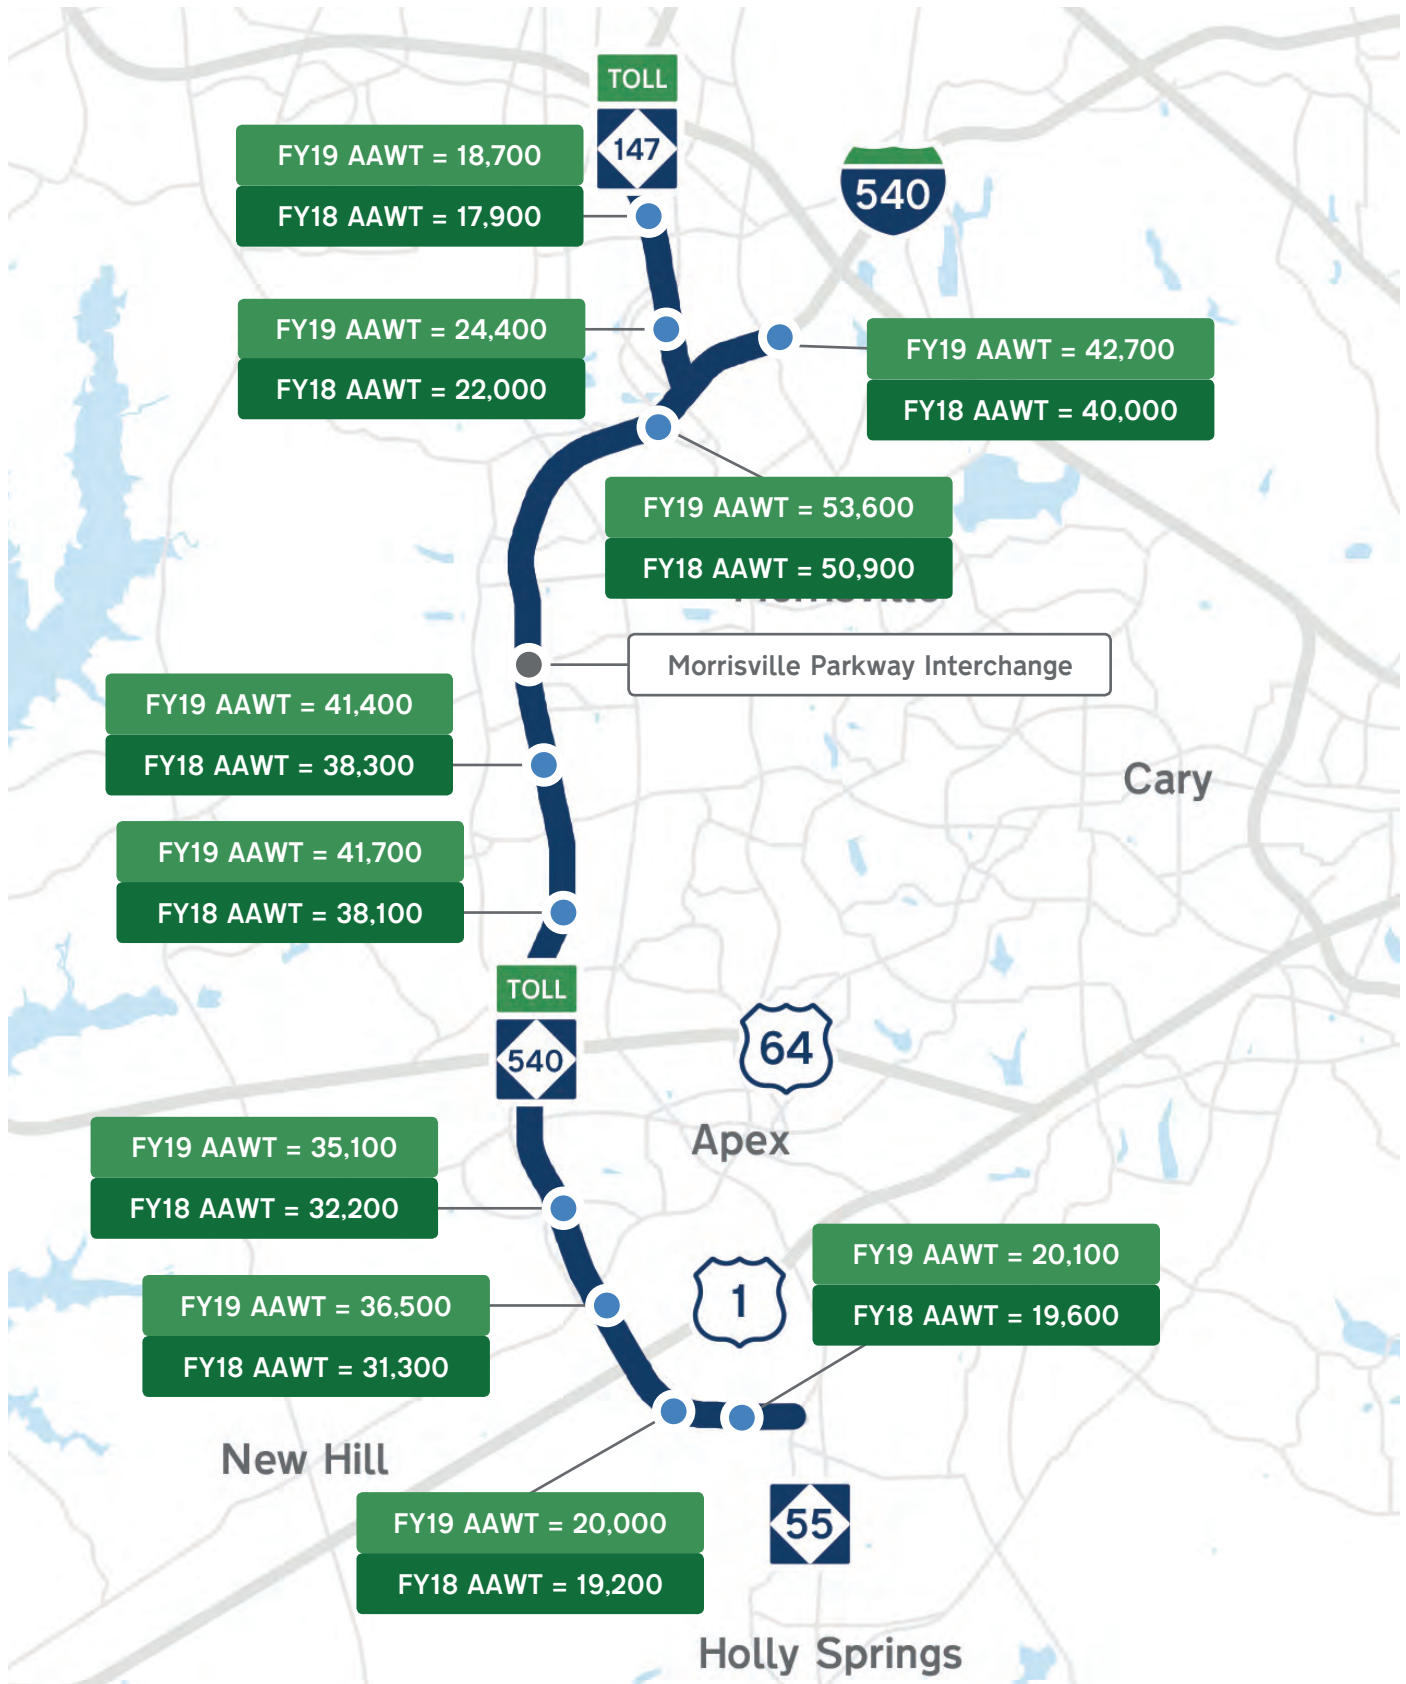 TOLL
147
FY19 AAWT = 18,700
FY18 AAWT = 17,900
540
FY19 AAWT = 24,400
FY18 AAWT = 22,000
FY19 AAWT = 42,700
FY18 AAWT = 40,000
FY19 AAWT = 53,600
FY18 AAWT = 50,900
Morrisville
Morrisville Parkway Interchange
FY19 AAWT = 41,400
FY18 AAWT = 38,300
Cary
FY19 AAWT = 41,700
FY18 AAWT = 38,100
TOLL
540
64
Apex
FY19 AAWT = 35,100
FY18 AAWT = 32,200
FY19 AAWT = 20,100
FY18 AAWT = 19,600
1
FY19 AAWT = 36,500
FY18 AAWT = 31,300
New Hill
FY19 AAWT = 20,000
FY18 AAWT = 19,200
55
Holly Springs